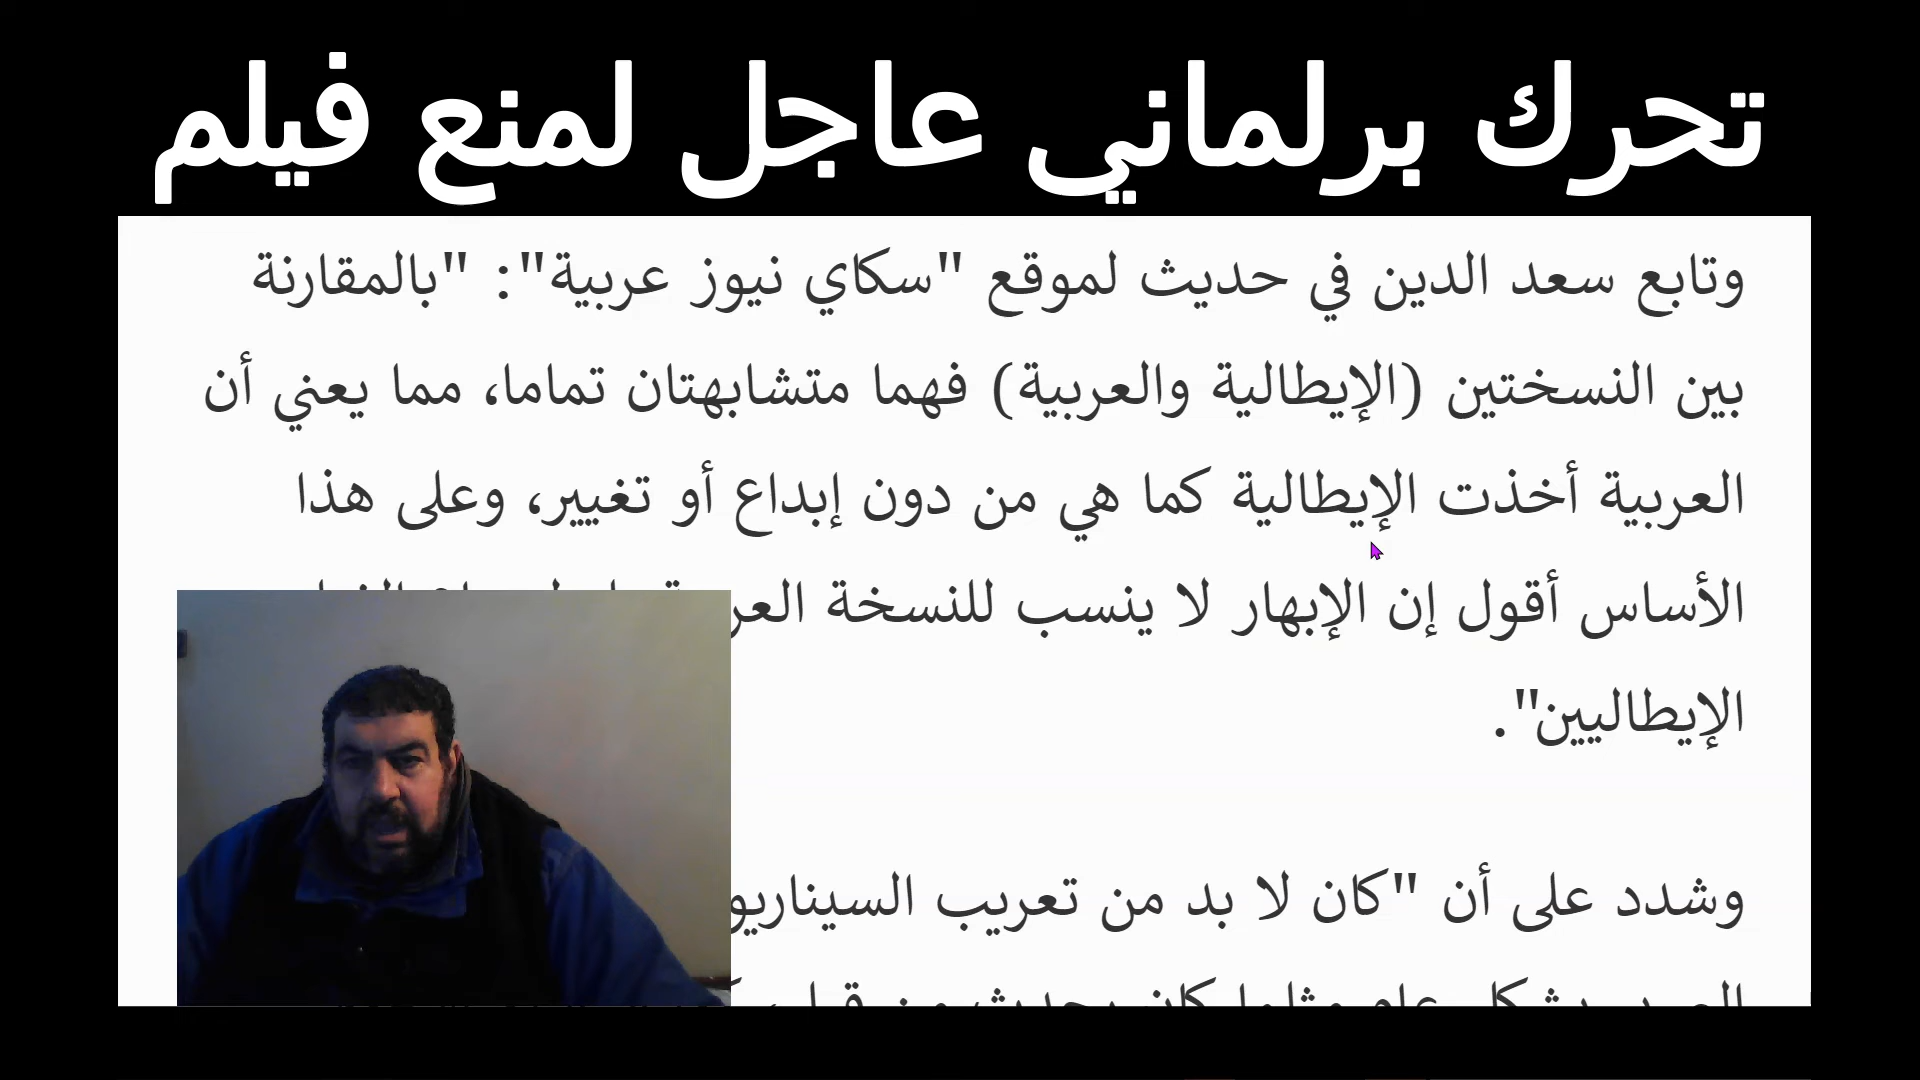 تحرك برلماني عاجل لمنع فيلم
وتابع سعد الدين في حديث لموقع "سكاي نيوز عربية": "بالمقارنة
بين النسختين (الإيطالية والعربية) فهما متشابهتان تماما، مما يعني أن
العربية أخذت الإيطالية كما هي من دون إبداع أو تغيير، وعلى هذا
الأساس أقول إن الإبهار لا ينسب للنسخة
الإيطاليين".
وشدد على أن "كان لا بد من تعريب السيناريو